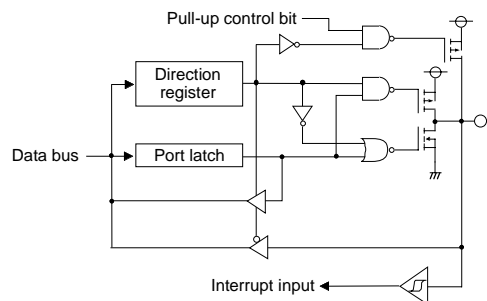 Pull-up control bit
Direction
register
Data bus
Port latch
Interrupt input